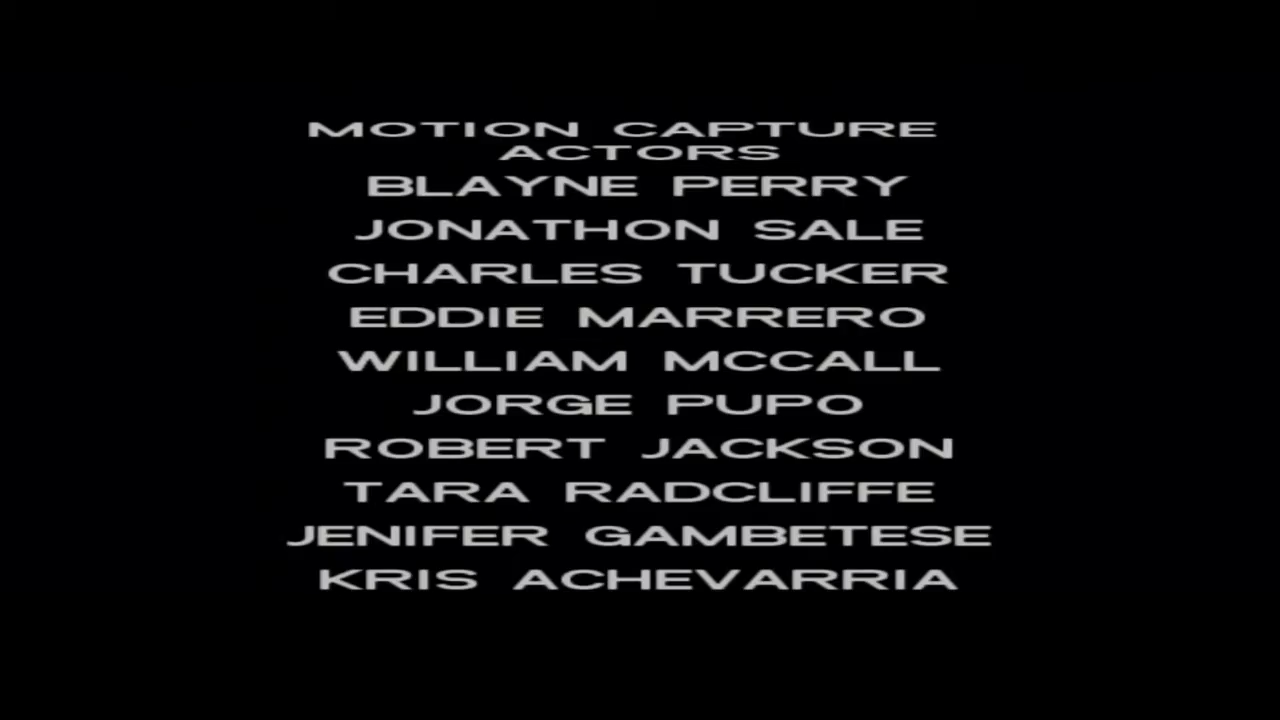 MOTION CAPTURE
ACTORS
BLAYNE PERRY
JONATHON SALE
CHARLES TUCKER
EDDIE MARRERO
WILLIAM MCCALL
JORGE PUPO
ROBERT JACKSON
TARA RADCLIFFE
JENIFER GAMBETESE
KRIS ACHEVARRIA